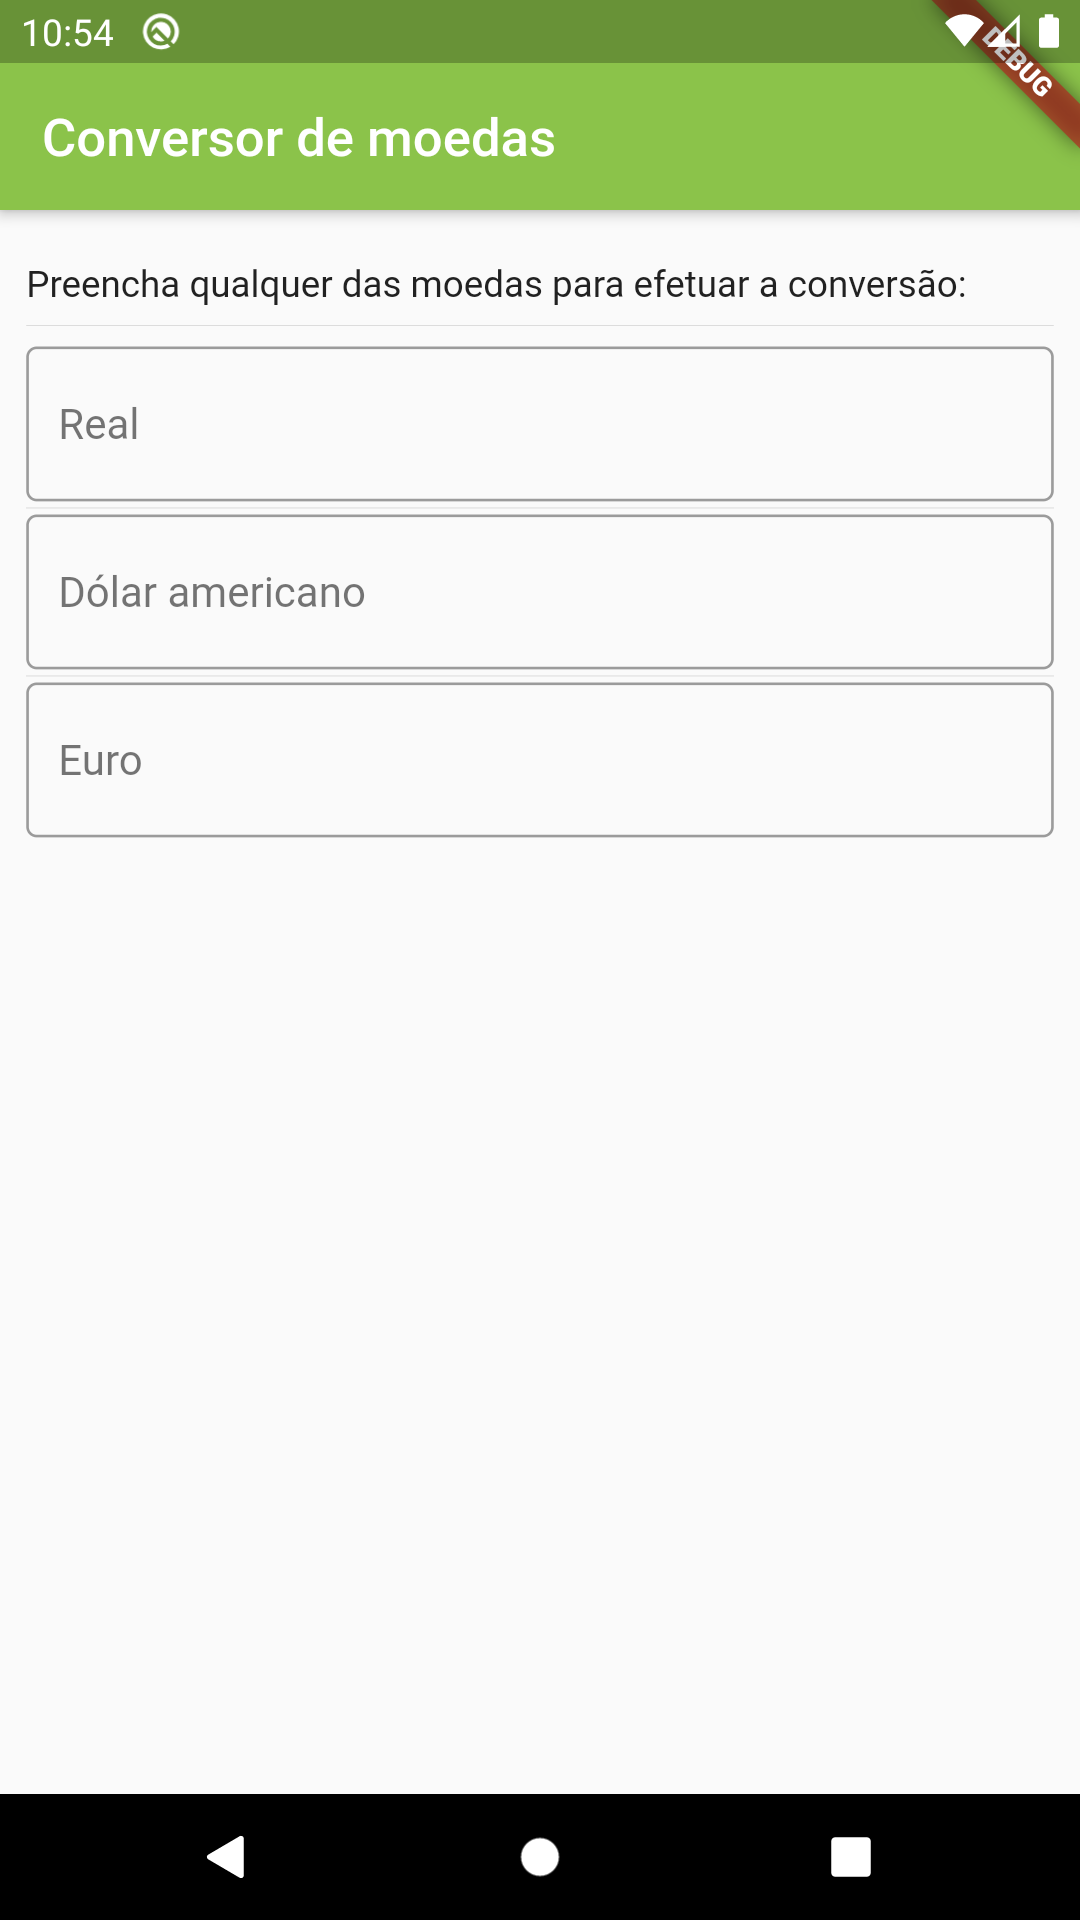 10:54
DEBUG
Conversor de moedas
Preencha qualquer das moedas para efetuar a conversão:
Real
Dólar americano
Euro